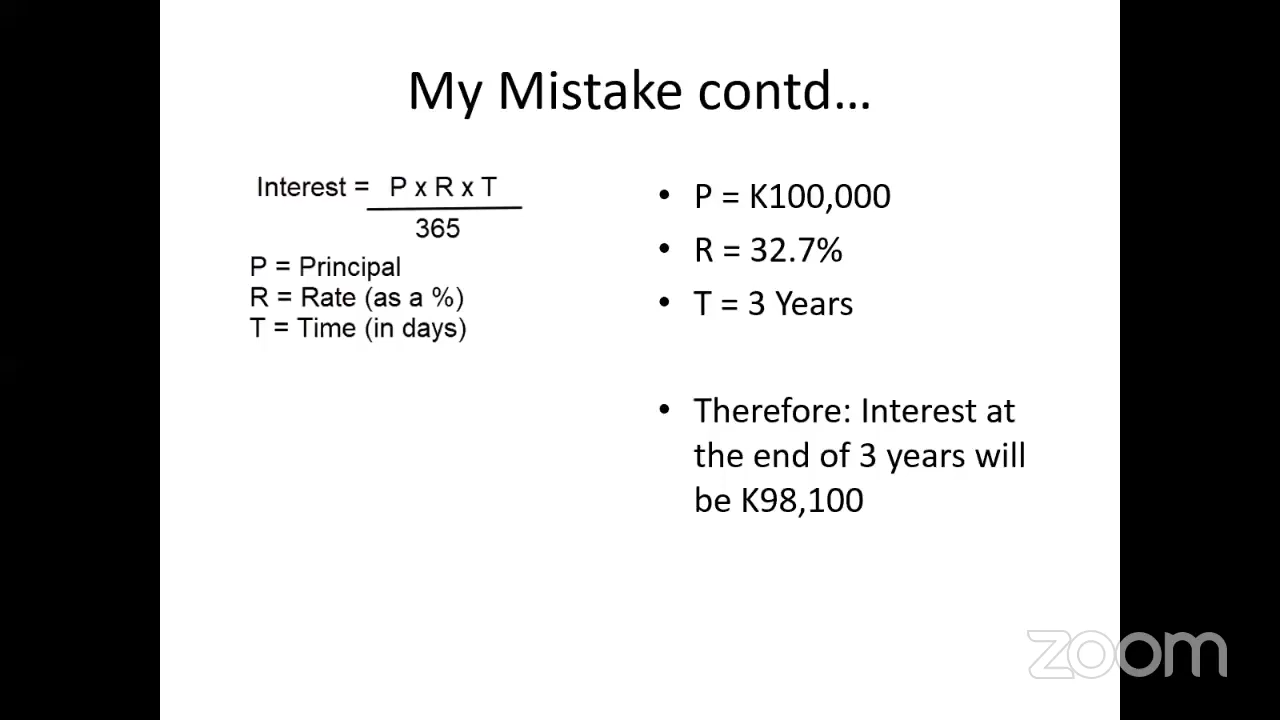 My Mistake contd...
Interest = P x R x T
365
P = Principal
R = Rate (as a %)
T = Time (in days)
• P = K100,000
• R = 32.7%
• T = 3 Years
• Therefore: Interest at
the end of 3 years will
be K98,100
zoom